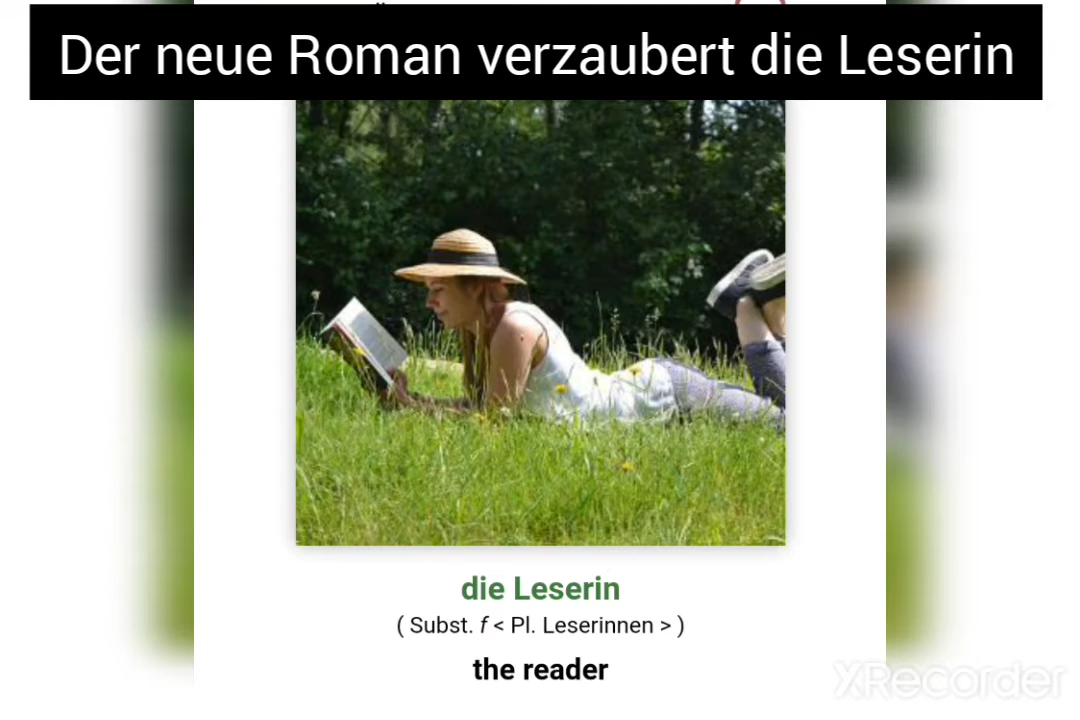 Der neue Roman verzaubert die Leserin
die Leserin
( Subst. f < Pl. Leserinnen > )
the reader
XRecorder